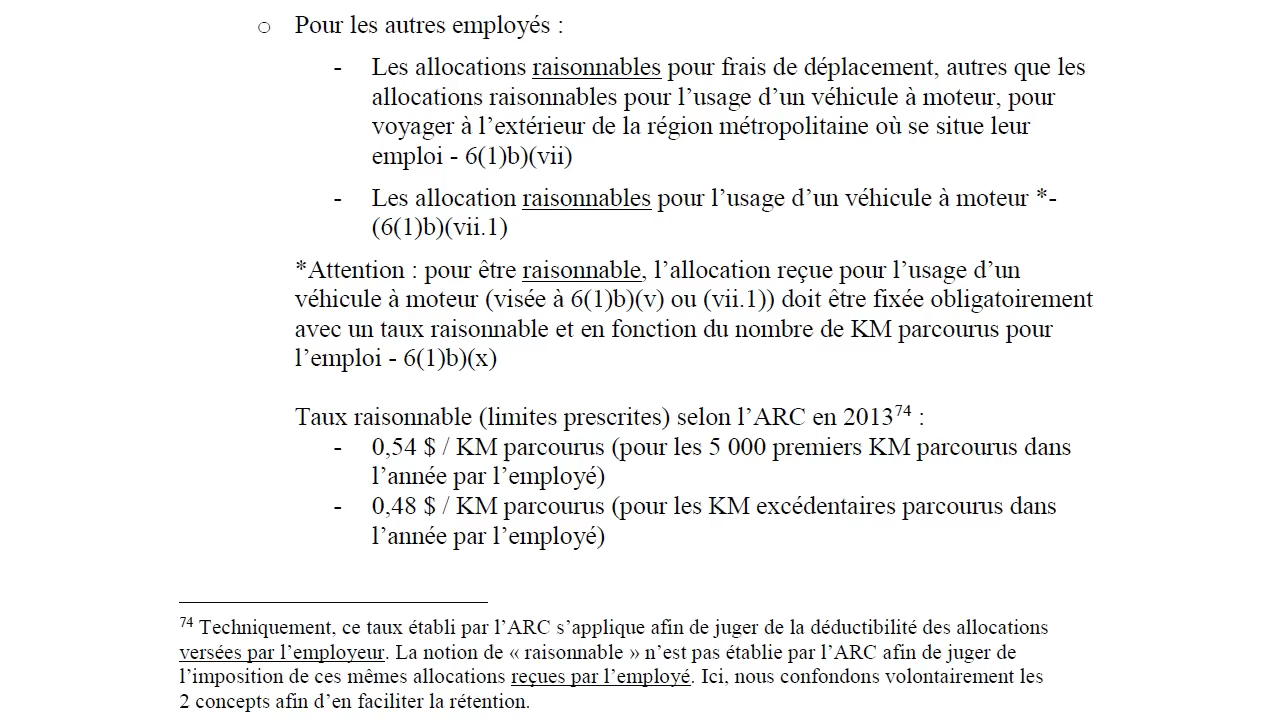 ○ Pour les autres employés :
- Les allocations raisonnables pour frais de déplacement, autres que les
allocations raisonnables pour l’usage d’un véhicule à moteur, pour
voyager à l’extérieur de la région métropolitaine où se situe leur
emploi - 6(1)b)(vii)
- Les allocation raisonnables pour l’usage d’un véhicule à moteur *-
(6(1)b)(vii.1)
*Attention : pour être raisonnable, l’allocation reçue pour l’usage d’un
véhicule à moteur (visée à 6(1)b)(v) ou (vii.1)) doit être fixée obligatoirement
avec un taux raisonnable et en fonction du nombre de KM parcourus pour
l’emploi - 6(1)b)(x)
Taux raisonnable (limites prescrites) selon l’ARC en 2013⁷⁴ :
- 0,54 $ / KM parcourus (pour les 5 000 premiers KM parcourus dans
l’année par l’employé)
- 0,48 $ / KM parcourus (pour les KM excédentaires parcourus dans
l’année par l’employé)
⁷⁴ Techniquement, ce taux établi par l’ARC s’applique afin de juger de la déductibilité des allocations
versées par l’employeur. La notion de « raisonnable » n’est pas établie par l’ARC afin de juger de
l’imposition de ces mêmes allocations reçues par l’employé. Ici, nous confondons volontairement les
2 concepts afin d’en faciliter la rétention.